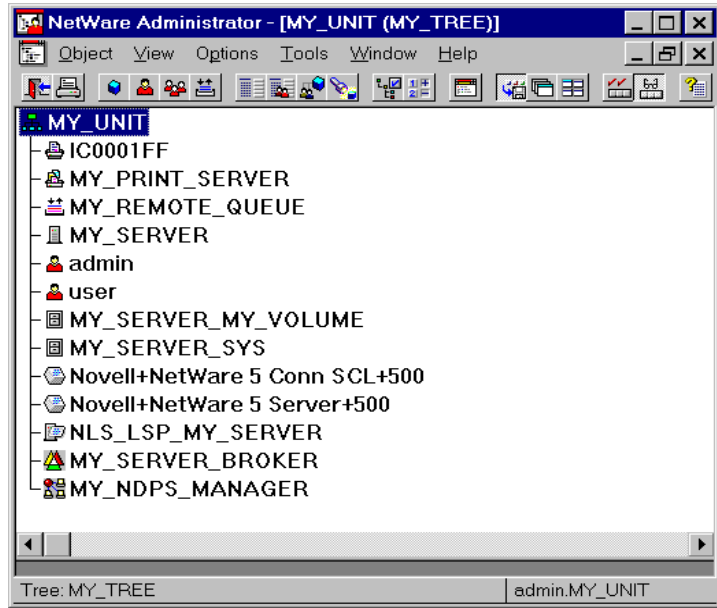 NetWare Administrator - [MY_UNIT (MY_TREE)]
Object View Options Tools Window Help
MY_UNIT
IC0001FF
MY_PRINT_SERVER
MY_REMOTE_QUEUE
MY_SERVER
admin
user
MY_SERVER_MY_VOLUME
MY_SERVER_SYS
Novell+NetWare 5 Conn SCL+500
Novell+NetWare 5 Server+500
NLS_LSP_MY_SERVER
MY_SERVER_BROKER
MY_NDPS_MANAGER
Tree: MY_TREE admin.MY_UNIT